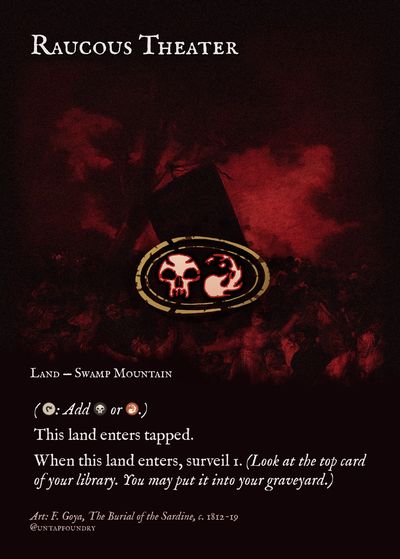 Raucous Theater
Land — Swamp Mountain
( : Add or .)
This land enters tapped.
When this land enters, surveil 1. (Look at the top card
of your library. You may put it into your graveyard.)
Art: F. Goya, The Burial of the Sardine, c. 1812-19
@untapfoundry